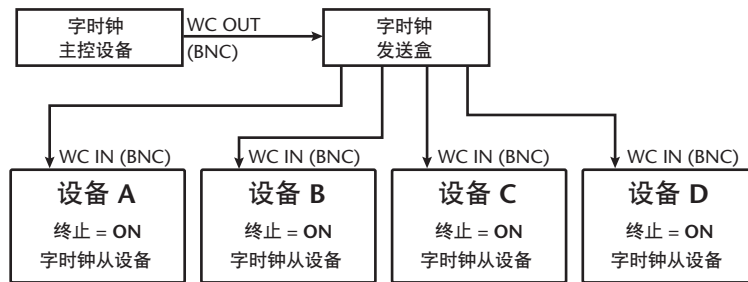 字时钟
主控设备
WC OUT
(BNC)
字时钟
发送盒
WC IN (BNC)
WC IN (BNC)
WC IN (BNC)
WC IN (BNC)
设备 A
终止 = ON
字时钟从设备
设备 B
终止 = ON
字时钟从设备
设备 C
终止 = ON
字时钟从设备
设备 D
终止 = ON
字时钟从设备